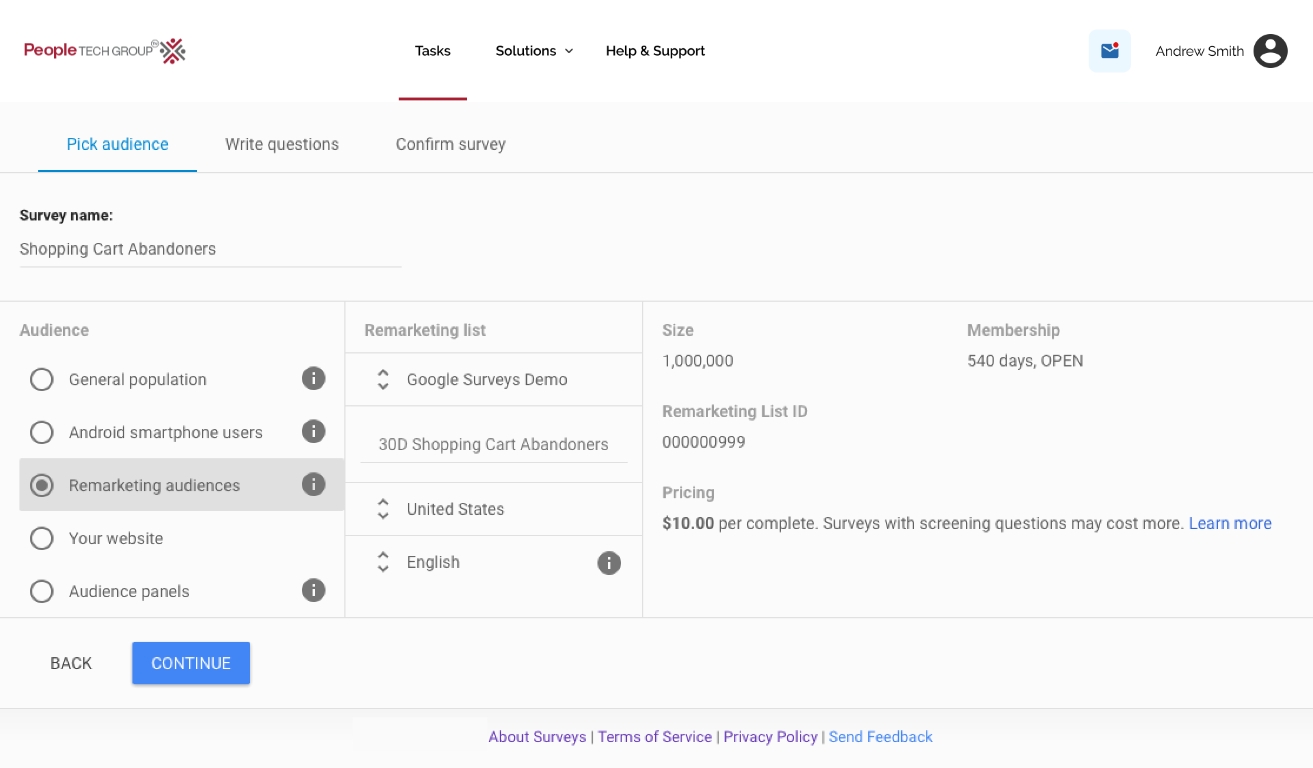 People TECH GROUP
Tasks
Solutions
Help & Support
Andrew Smith
Pick audience
Write questions
Confirm survey
Survey name:
Shopping Cart Abandoners
Audience
General population
Android smartphone users
Remarketing audiences
Your website
Audience panels
Remarketing list
Google Surveys Demo
30D Shopping Cart Abandoners
United States
English
Size
1,000,000
Membership
540 days, OPEN
Remarketing List ID
000000999
Pricing
$10.00 per complete. Surveys with screening questions may cost more. Learn more
BACK
CONTINUE
About Surveys | Terms of Service | Privacy Policy | Send Feedback